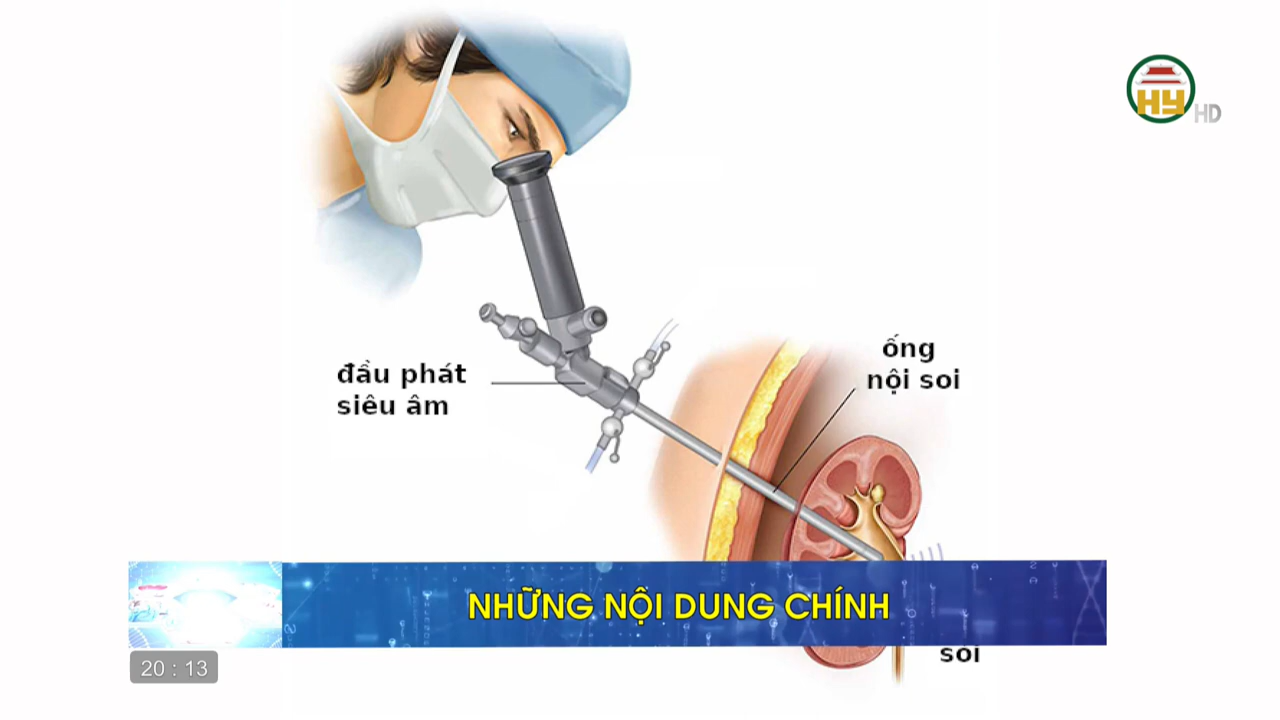 HY HD
đầu phát
siêu âm
ống
nội soi
NHỮNG NỘI DUNG CHÍNH
soi
20 : 13